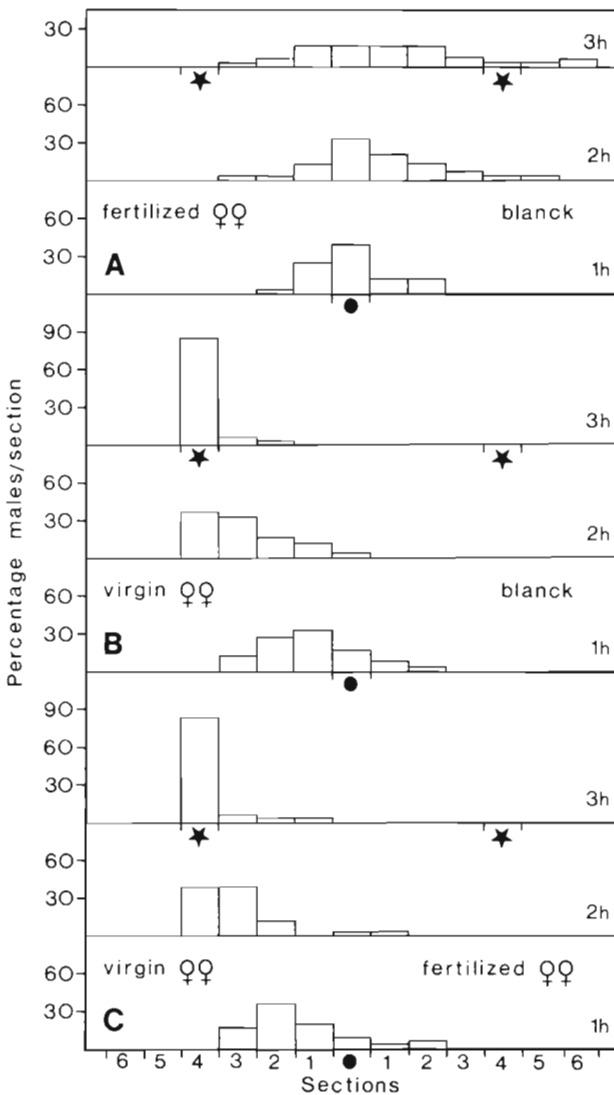 30
3h
★ ★
60
30
2h
60
fertilized ♀♀ blanck
30
A
1h
●
90
60
30
3h
★ ★
60
30
2h
60
virgin ♀♀ blanck
30
B
1h
●
90
60
30
3h
★ ★
60
30
2h
60
virgin ♀♀ fertilized ♀♀
30
C
1h
6 5 4 3 2 1 ● 1 2 3 4 5 6
Sections
Percentage males/section